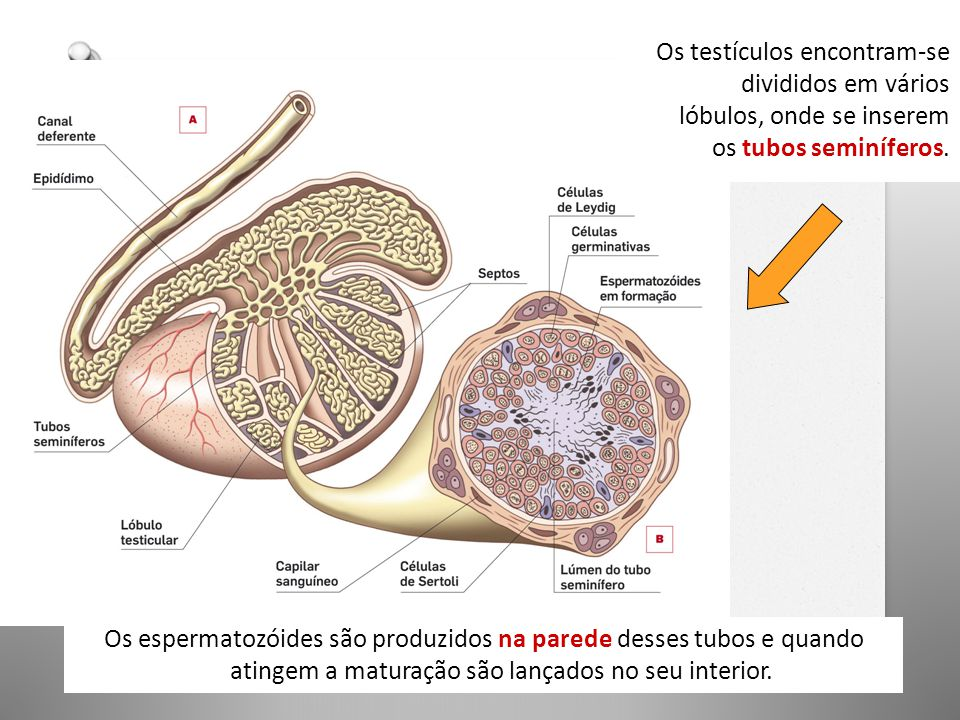 Os testículos encontram-se
divididos em vários
lóbulos, onde se inserem
os tubos seminíferos.
A
Canal
deferente
Epidídimo
Células
de Leydig
Células
germinativas
Septos
Espermatozóides
em formação
Tubos
seminíferos
Lóbulo
testicular
B
Capilar
sanguíneo
Células
de Sertoli
Lúmen do tubo
seminífero
Os espermatozóides são produzidos na parede desses tubos e quando
atingem a maturação são lançados no seu interior.